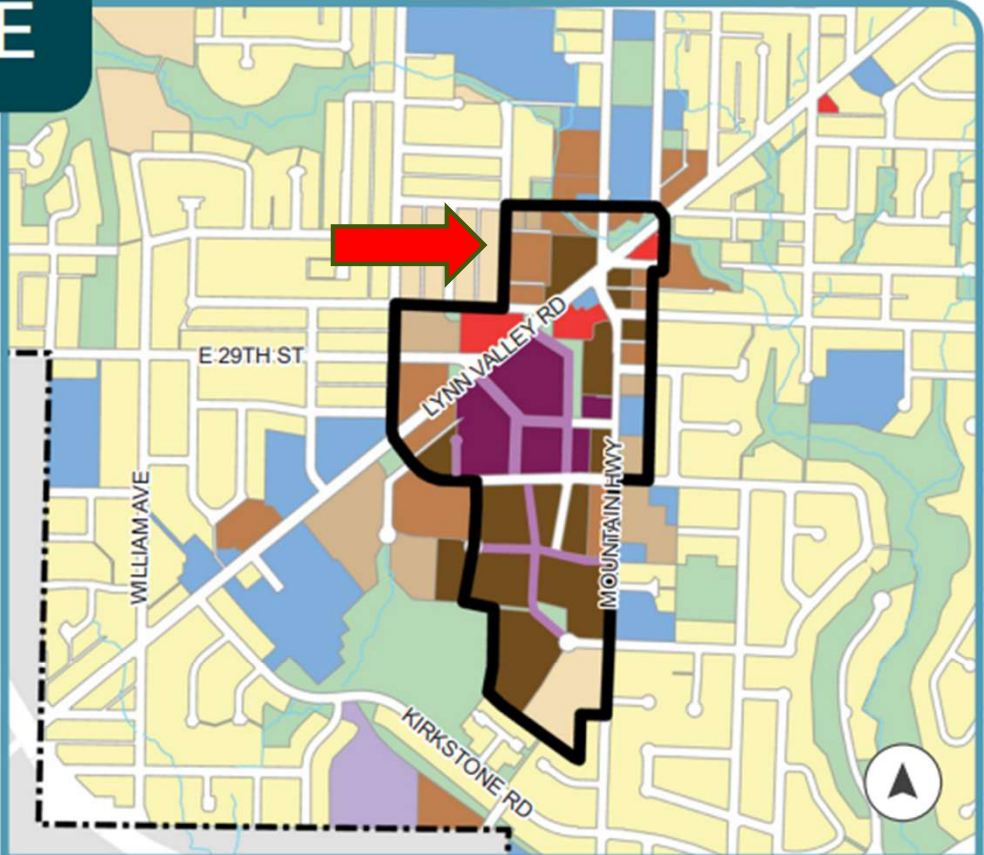 E
E 29TH ST
LYNN VALLEY RD
WILLIAM AVE
MOUNTAIN HWY
KIRKSTONE RD